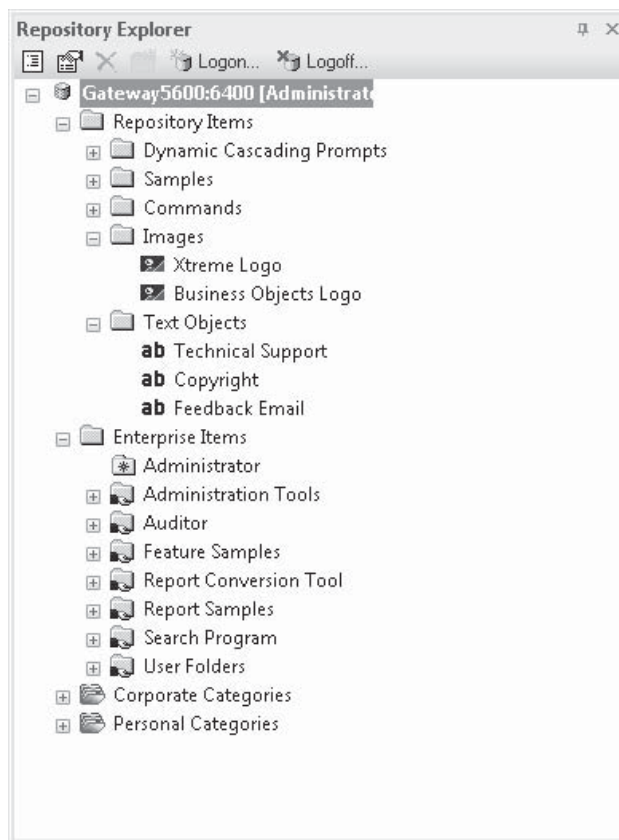 Repository Explorer
Logon... Logoff...
Gateway5600:6400 [Administrat
Repository Items
Dynamic Cascading Prompts
Samples
Commands
Images
Xtreme Logo
Business Objects Logo
Text Objects
ab Technical Support
ab Copyright
ab Feedback Email
Enterprise Items
Administrator
Administration Tools
Auditor
Feature Samples
Report Conversion Tool
Report Samples
Search Program
User Folders
Corporate Categories
Personal Categories